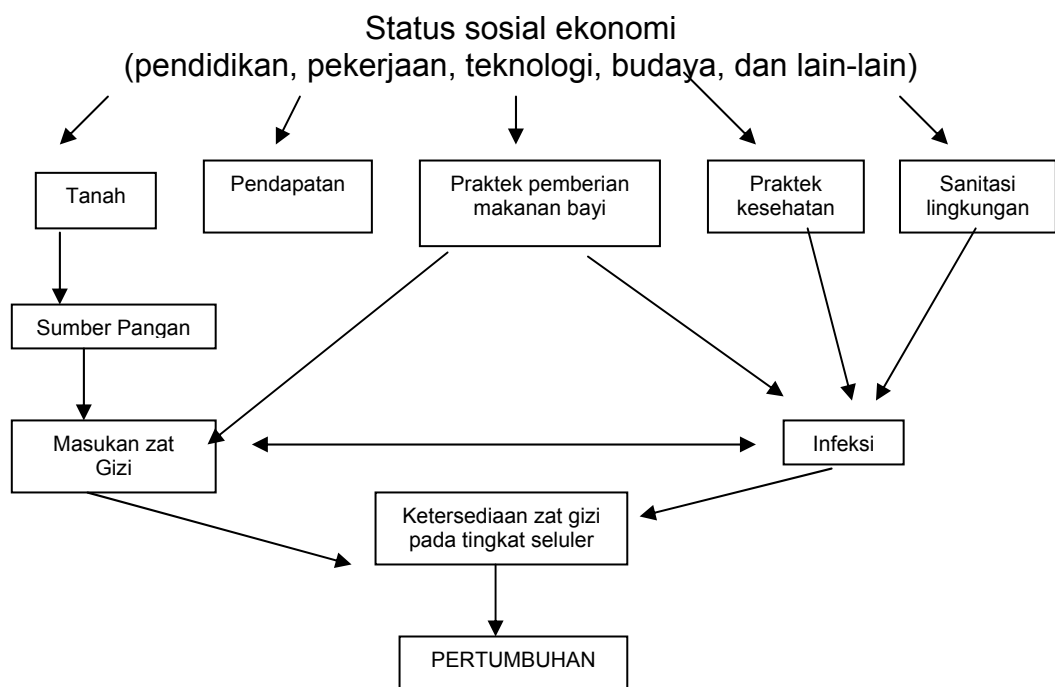 Status sosial ekonomi
(pendidikan, pekerjaan, teknologi, budaya, dan lain-lain)
Tanah
Pendapatan
Praktek pemberian
makanan bayi
Praktek
kesehatan
Sanitasi
lingkungan
Sumber Pangan
Masukan zat
Gizi
Infeksi
Ketersediaan zat gizi
pada tingkat seluler
PERTUMBUHAN